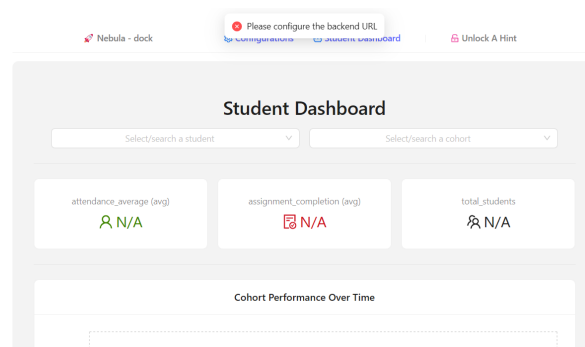 Please configure the backend URL
Nebula - dock
Configurations
Student Dashboard
Unlock A Hint
Student Dashboard
Select/search a student
Select/search a cohort
attendance_average (avg)
N/A
assignment_completion (avg)
N/A
total_students
N/A
Cohort Performance Over Time